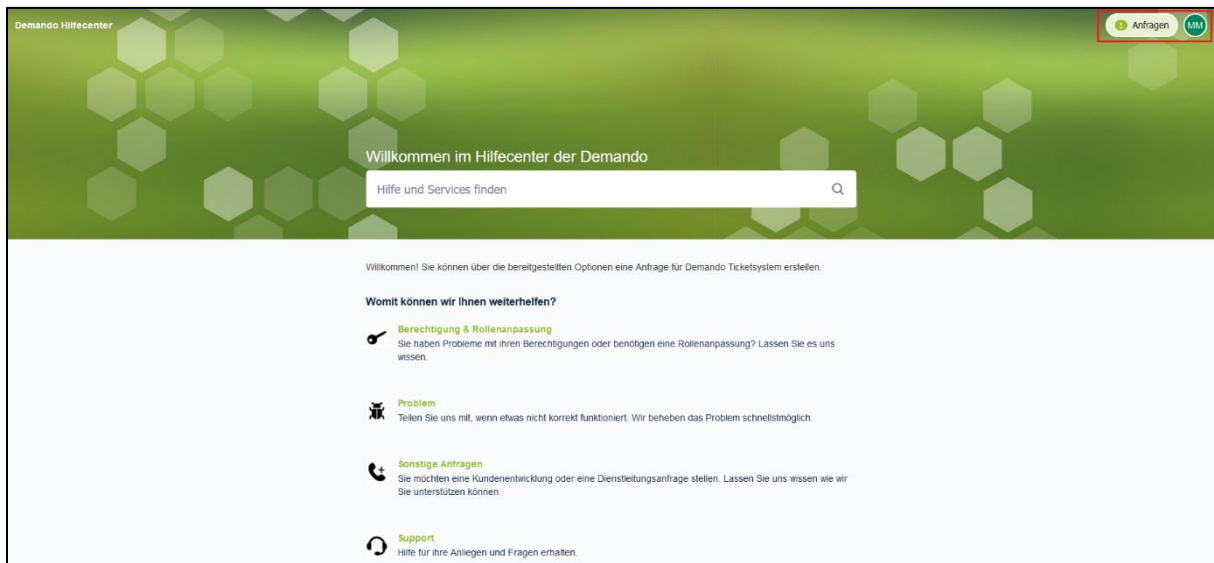 Demando Hilfecenter
1 Anfragen MM
Willkommen im Hilfecenter der Demando
Hilfe und Services finden
Willkommen! Sie können über die bereitgestellten Optionen eine Anfrage für Demando Ticketsystem erstellen.
Womit können wir Ihnen weiterhelfen?
Berechtigung & Rollenanpassung
Sie haben Probleme mit ihren Berechtigungen oder benötigen eine Rollenanpassung? Lassen Sie es uns
wissen.
Problem
Teilen Sie uns mit, wenn etwas nicht korrekt funktioniert. Wir beheben das Problem schnellstmöglich.
Sonstige Anfragen
Sie möchten eine Kundenentwicklung oder eine Dienstleitungsanfrage stellen. Lassen Sie uns wissen wie wir
Sie unterstützen können.
Support
Hilfe für ihre Anliegen und Fragen erhalten.